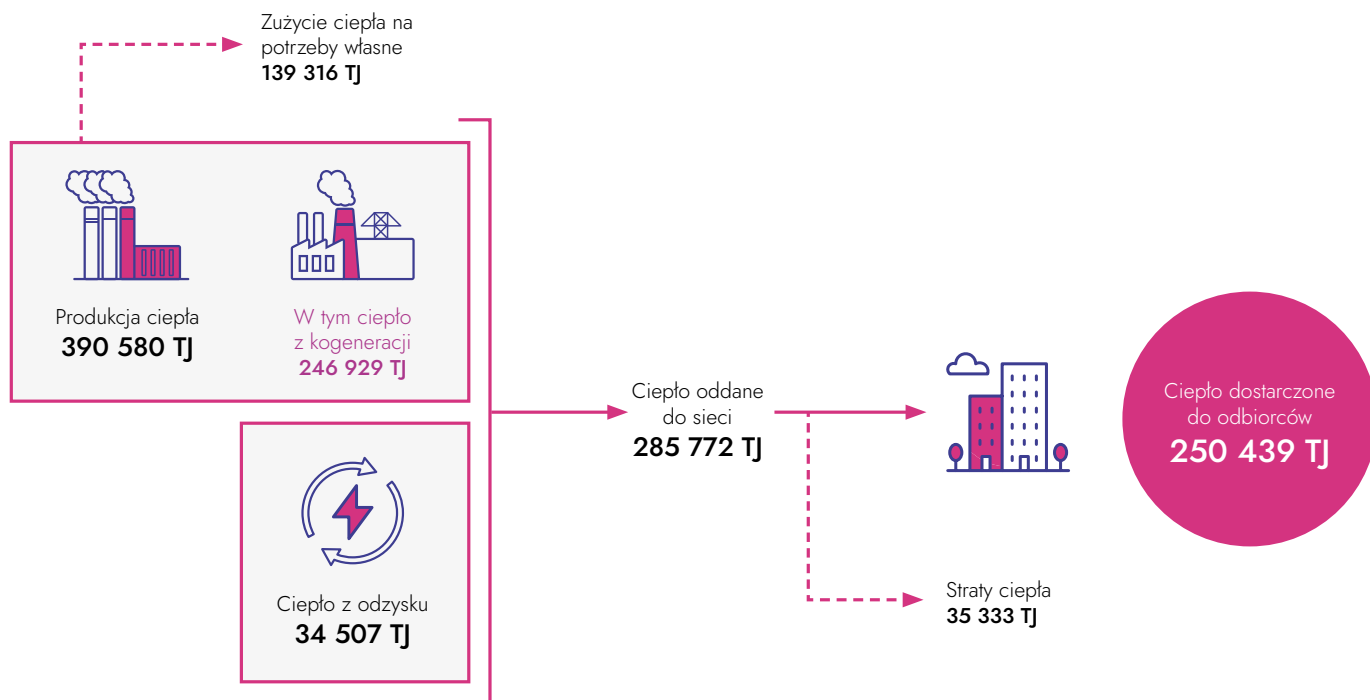 Zużycie ciepła na
potrzeby własne
139 316 TJ
Produkcja ciepła
390 580 TJ
W tym ciepło
z kogeneracji
246 929 TJ
Ciepło z odzysku
34 507 TJ
Ciepło oddane
do sieci
285 772 TJ
Ciepło dostarczone
do odbiorców
250 439 TJ
Straty ciepła
35 333 TJ